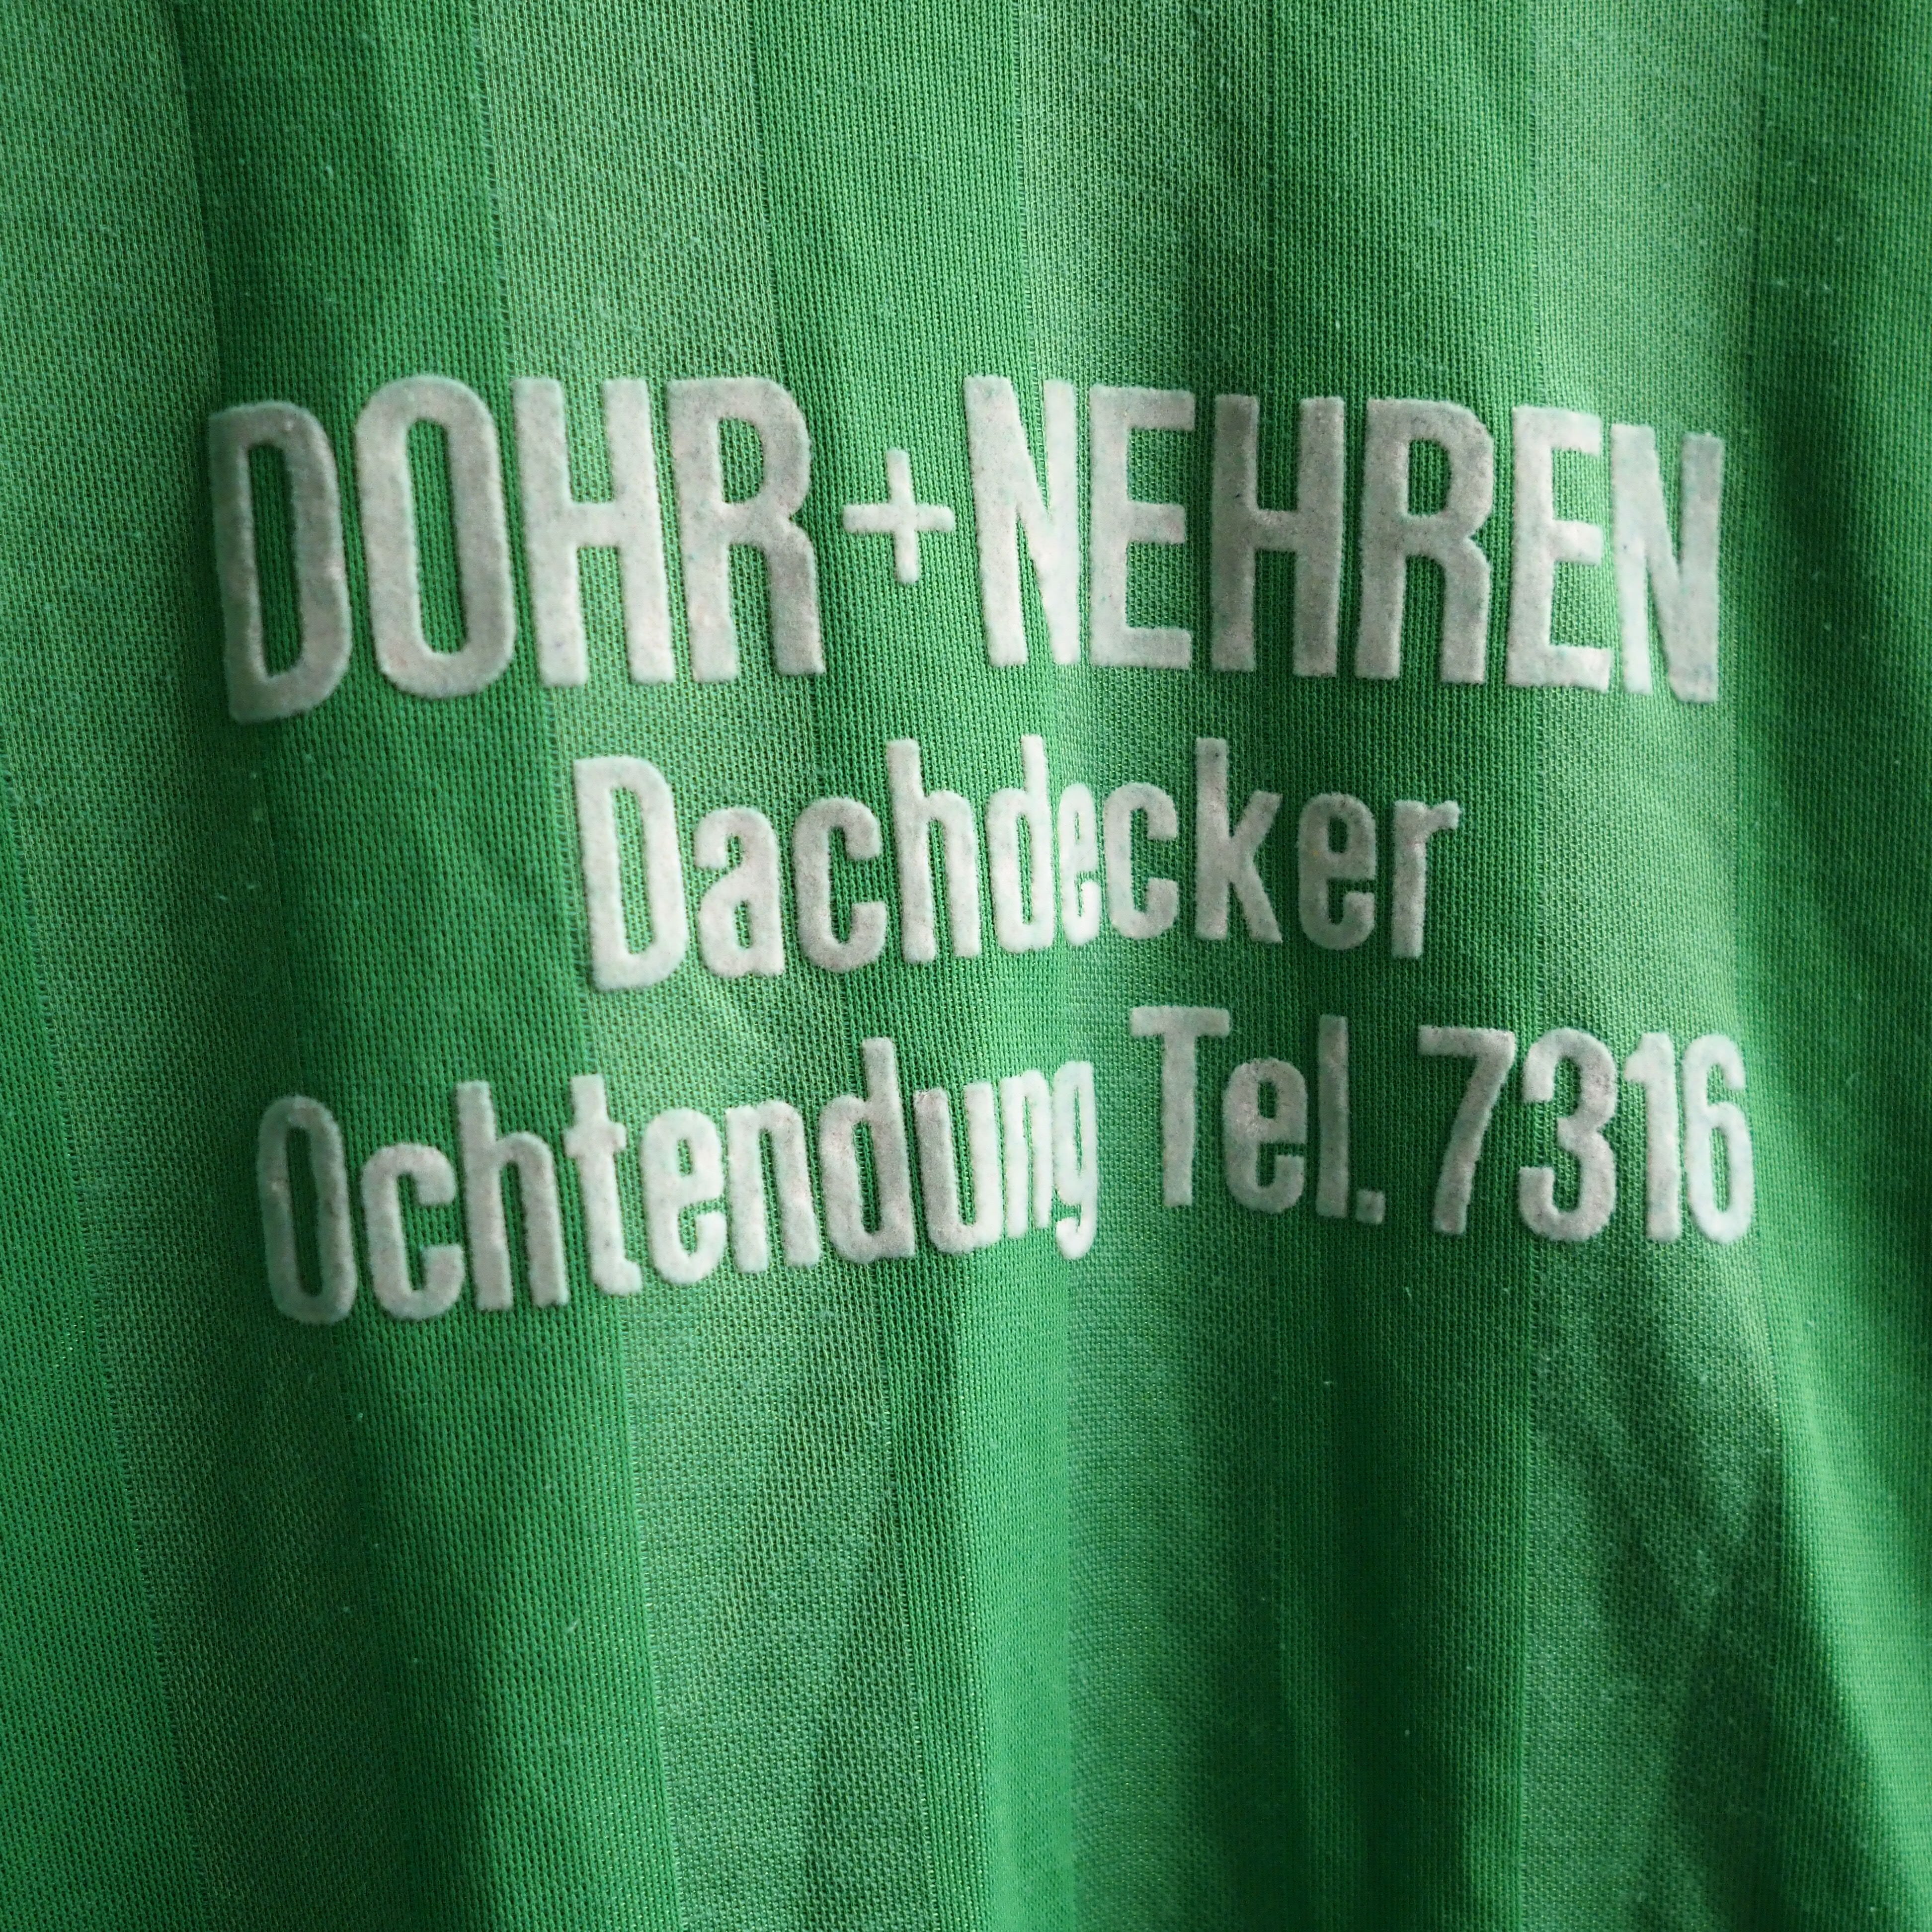 DOHR + NEHREN
Dachdecker
Ochtendung Tel. 7316